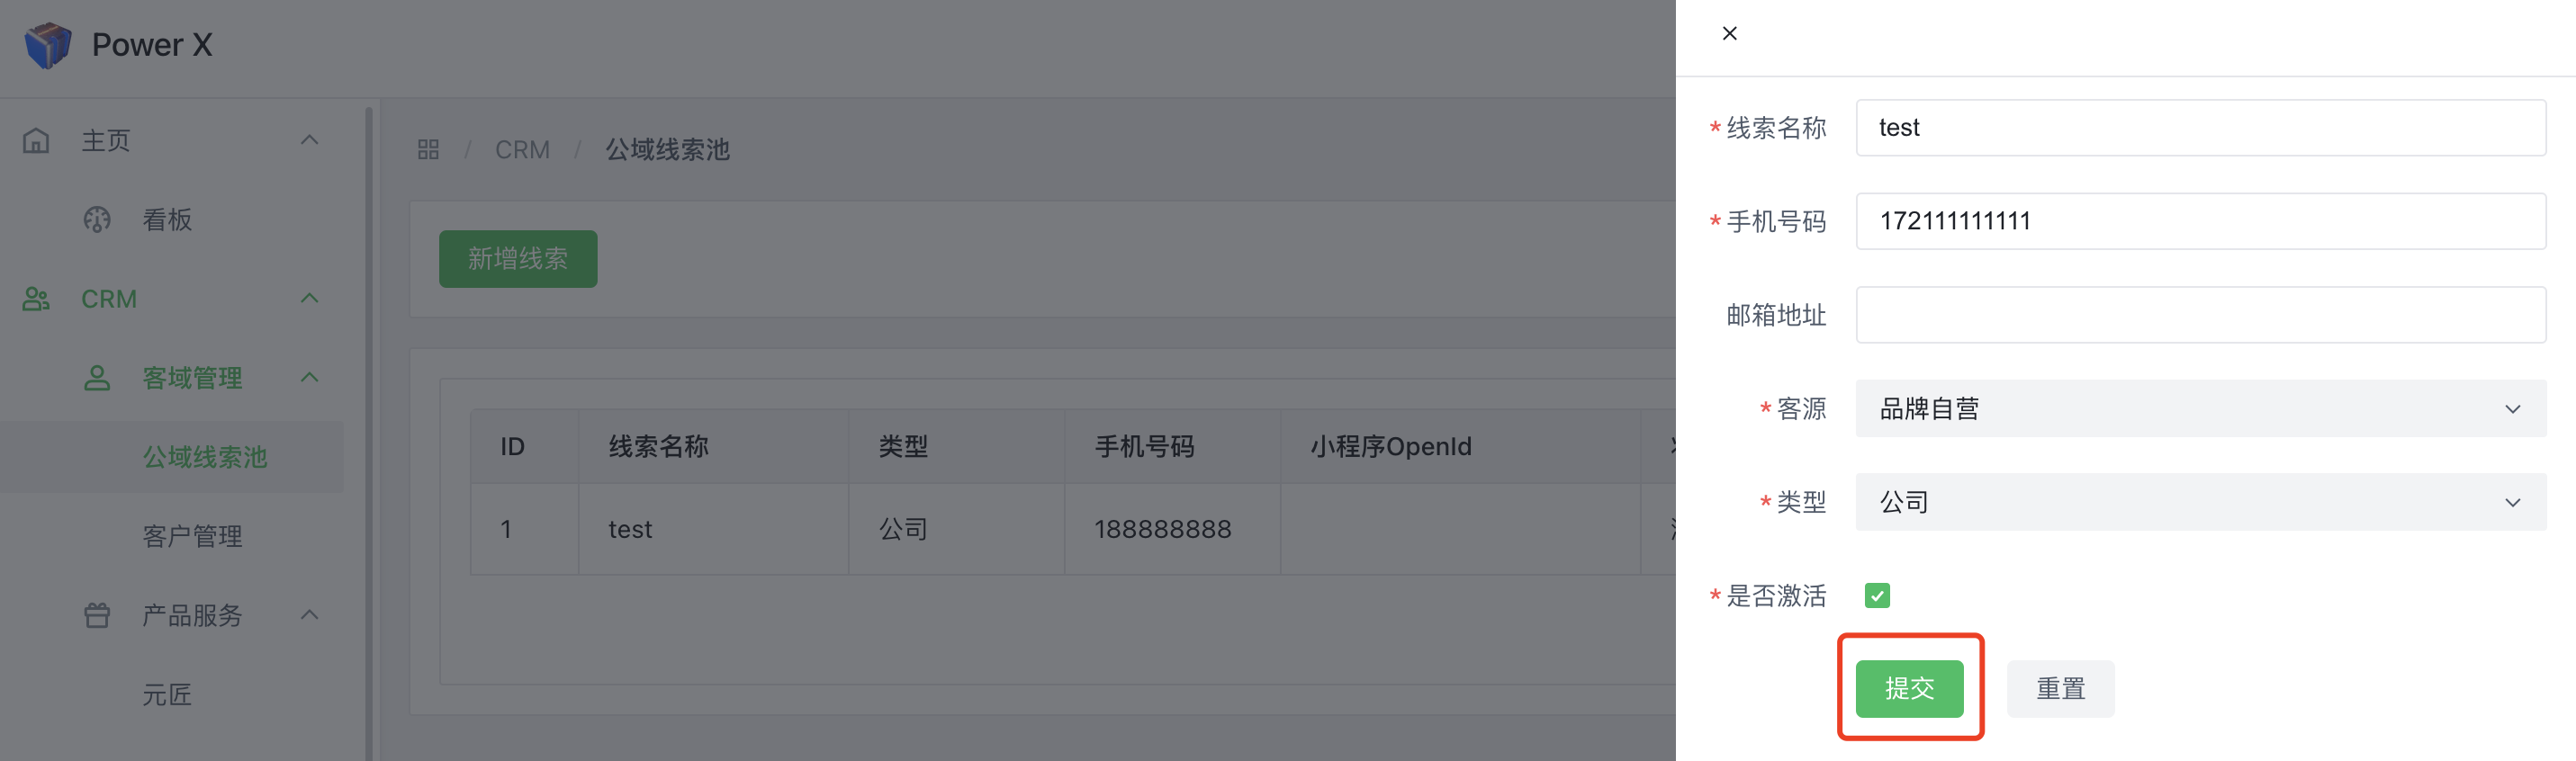 Power X
主页
看板
CRM
客域管理
公域线索池
客户管理
产品服务
元匠
/ CRM / 公域线索池
新增线索
ID 线索名称 类型 手机号码 小程序OpenId
1 test 公司 188888888
*线索名称 test
*手机号码 172111111111
邮箱地址
*客源 品牌自营
*类型 公司
*是否激活
提交 重置